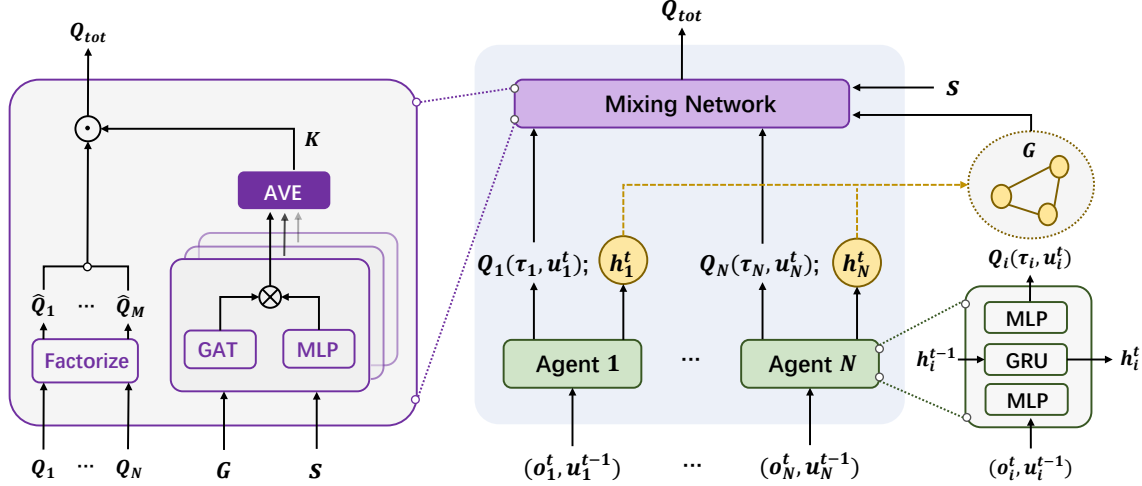 Q_tot
K
AVE
Q̂_1 ... Q̂_M
Factorize
GAT
MLP
Q_1 ... Q_N
G
S
Q_tot
Mixing Network
S
G
Q_1(τ_1, u_1^t); h_1^t
Q_N(τ_N, u_N^t); h_N^t
Agent 1
...
Agent N
(o_1^t, u_1^{t-1})
...
(o_N^t, u_N^{t-1})
Q_i(τ_i, u_i^t)
MLP
h_i^{t-1}
GRU
h_i^t
MLP
(o_i^t, u_i^{t-1})